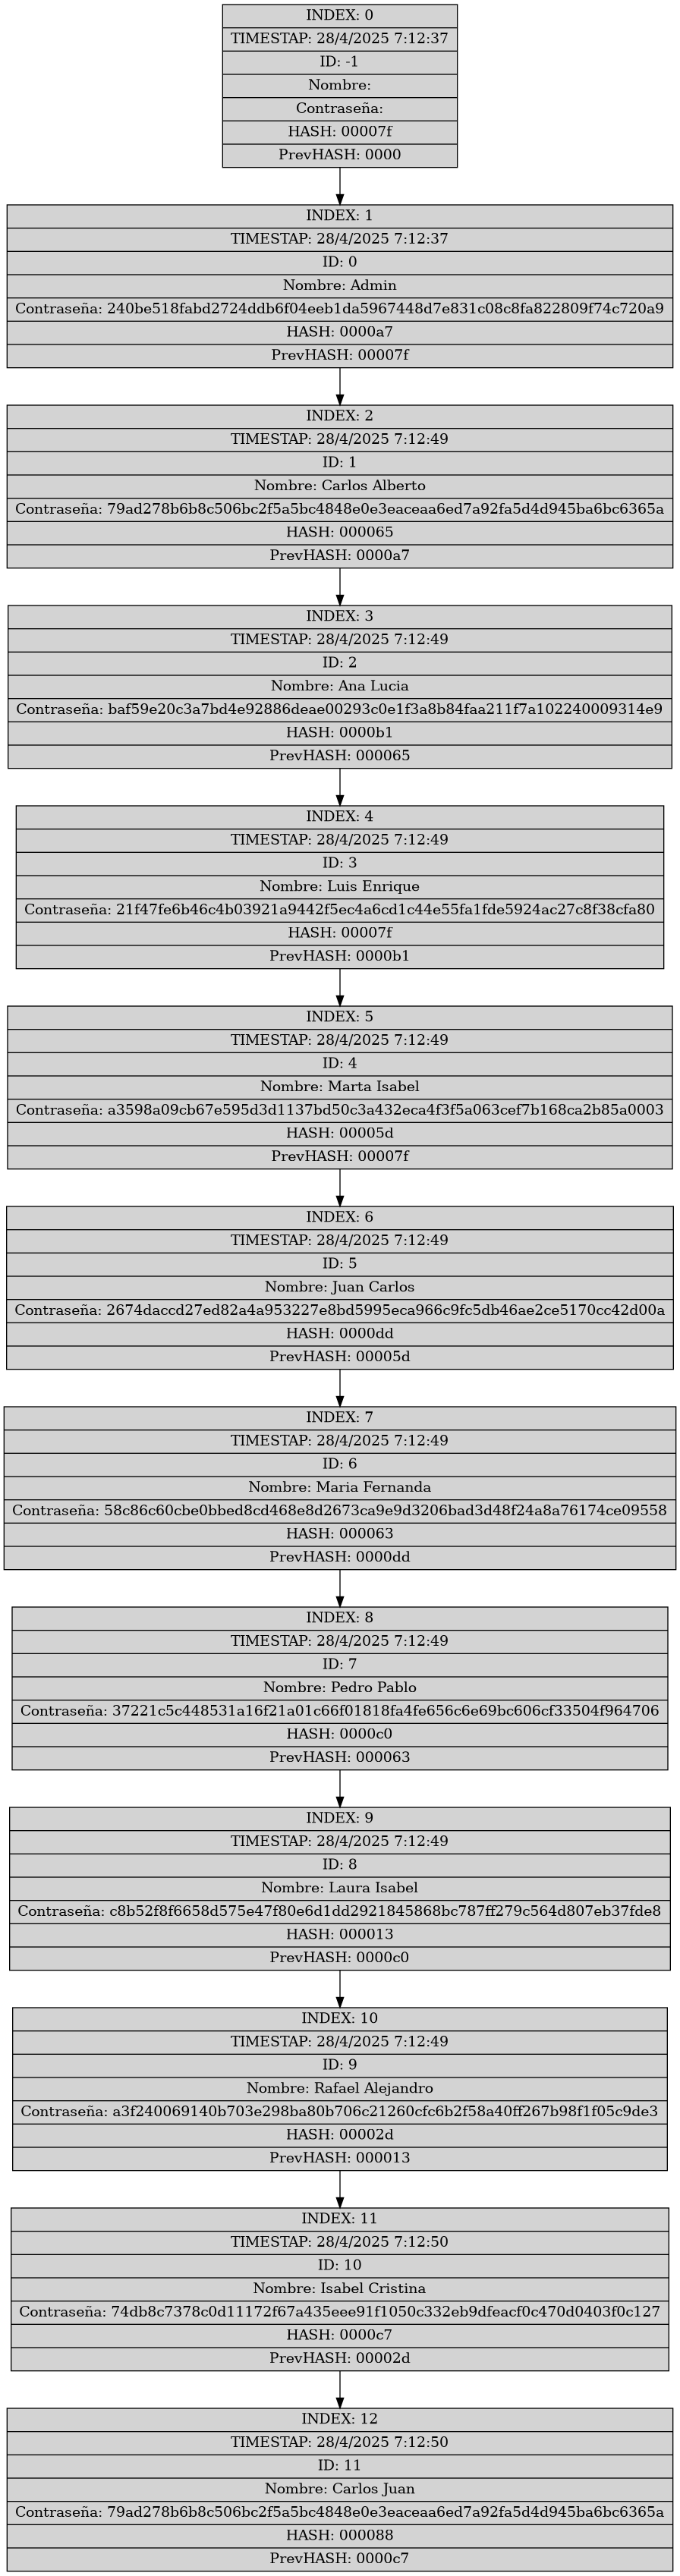 INDEX: 0
TIMESTAP: 28/4/2025 7:12:37
ID: -1
Nombre:
Contraseña:
HASH: 00007f
PrevHASH: 0000
INDEX: 1
TIMESTAP: 28/4/2025 7:12:37
ID: 0
Nombre: Admin
Contraseña: 240be518fabd2724ddb6f04eeb1da5967448d7e831c08c8fa822809f74c720a9
HASH: 0000a7
PrevHASH: 00007f
INDEX: 2
TIMESTAP: 28/4/2025 7:12:49
ID: 1
Nombre: Carlos Alberto
Contraseña: 79ad278b6b8c506bc2f5a5bc4848e0e3eaceaa6ed7a92fa5d4d945ba6bc6365a
HASH: 000065
PrevHASH: 0000a7
INDEX: 3
TIMESTAP: 28/4/2025 7:12:49
ID: 2
Nombre: Ana Lucia
Contraseña: baf59e20c3a7bd4e92886deae00293c0e1f3a8b84faa211f7a102240009314e9
HASH: 0000b1
PrevHASH: 000065
INDEX: 4
TIMESTAP: 28/4/2025 7:12:49
ID: 3
Nombre: Luis Enrique
Contraseña: 21f47fe6b46c4b03921a9442f5ec4a6cd1c44e55fa1fde5924ac27c8f38cfa80
HASH: 00007f
PrevHASH: 0000b1
INDEX: 5
TIMESTAP: 28/4/2025 7:12:49
ID: 4
Nombre: Marta Isabel
Contraseña: a3598a09cb67e595d3d1137bd50c3a432eca4f3f5a063cef7b168ca2b85a0003
HASH: 00005d
PrevHASH: 00007f
INDEX: 6
TIMESTAP: 28/4/2025 7:12:49
ID: 5
Nombre: Juan Carlos
Contraseña: 2674daccd27ed82a4a953227e8bd5995eca966c9fc5db46ae2ce5170cc42d00a
HASH: 0000dd
PrevHASH: 00005d
INDEX: 7
TIMESTAP: 28/4/2025 7:12:49
ID: 6
Nombre: Maria Fernanda
Contraseña: 58c86c60cbe0bbed8cd468e8d2673ca9e9d3206bad3d48f24a8a76174ce09558
HASH: 000063
PrevHASH: 0000dd
INDEX: 8
TIMESTAP: 28/4/2025 7:12:49
ID: 7
Nombre: Pedro Pablo
Contraseña: 37221c5c448531a16f21a01c66f01818fa4fe656c6e69bc606cf33504f964706
HASH: 0000c0
PrevHASH: 000063
INDEX: 9
TIMESTAP: 28/4/2025 7:12:49
ID: 8
Nombre: Laura Isabel
Contraseña: c8b52f8f6658d575e47f80e6d1dd2921845868bc787ff279c564d807eb37fde8
HASH: 000013
PrevHASH: 0000c0
INDEX: 10
TIMESTAP: 28/4/2025 7:12:49
ID: 9
Nombre: Rafael Alejandro
Contraseña: a3f240069140b703e298ba80b706c21260cfc6b2f58a40ff267b98f1f05c9de3
HASH: 00002d
PrevHASH: 000013
INDEX: 11
TIMESTAP: 28/4/2025 7:12:50
ID: 10
Nombre: Isabel Cristina
Contraseña: 74db8c7378c0d11172f67a435eee91f1050c332eb9dfeacf0c470d0403f0c127
HASH: 0000c7
PrevHASH: 00002d
INDEX: 12
TIMESTAP: 28/4/2025 7:12:50
ID: 11
Nombre: Carlos Juan
Contraseña: 79ad278b6b8c506bc2f5a5bc4848e0e3eaceaa6ed7a92fa5d4d945ba6bc6365a
HASH: 000088
PrevHASH: 0000c7